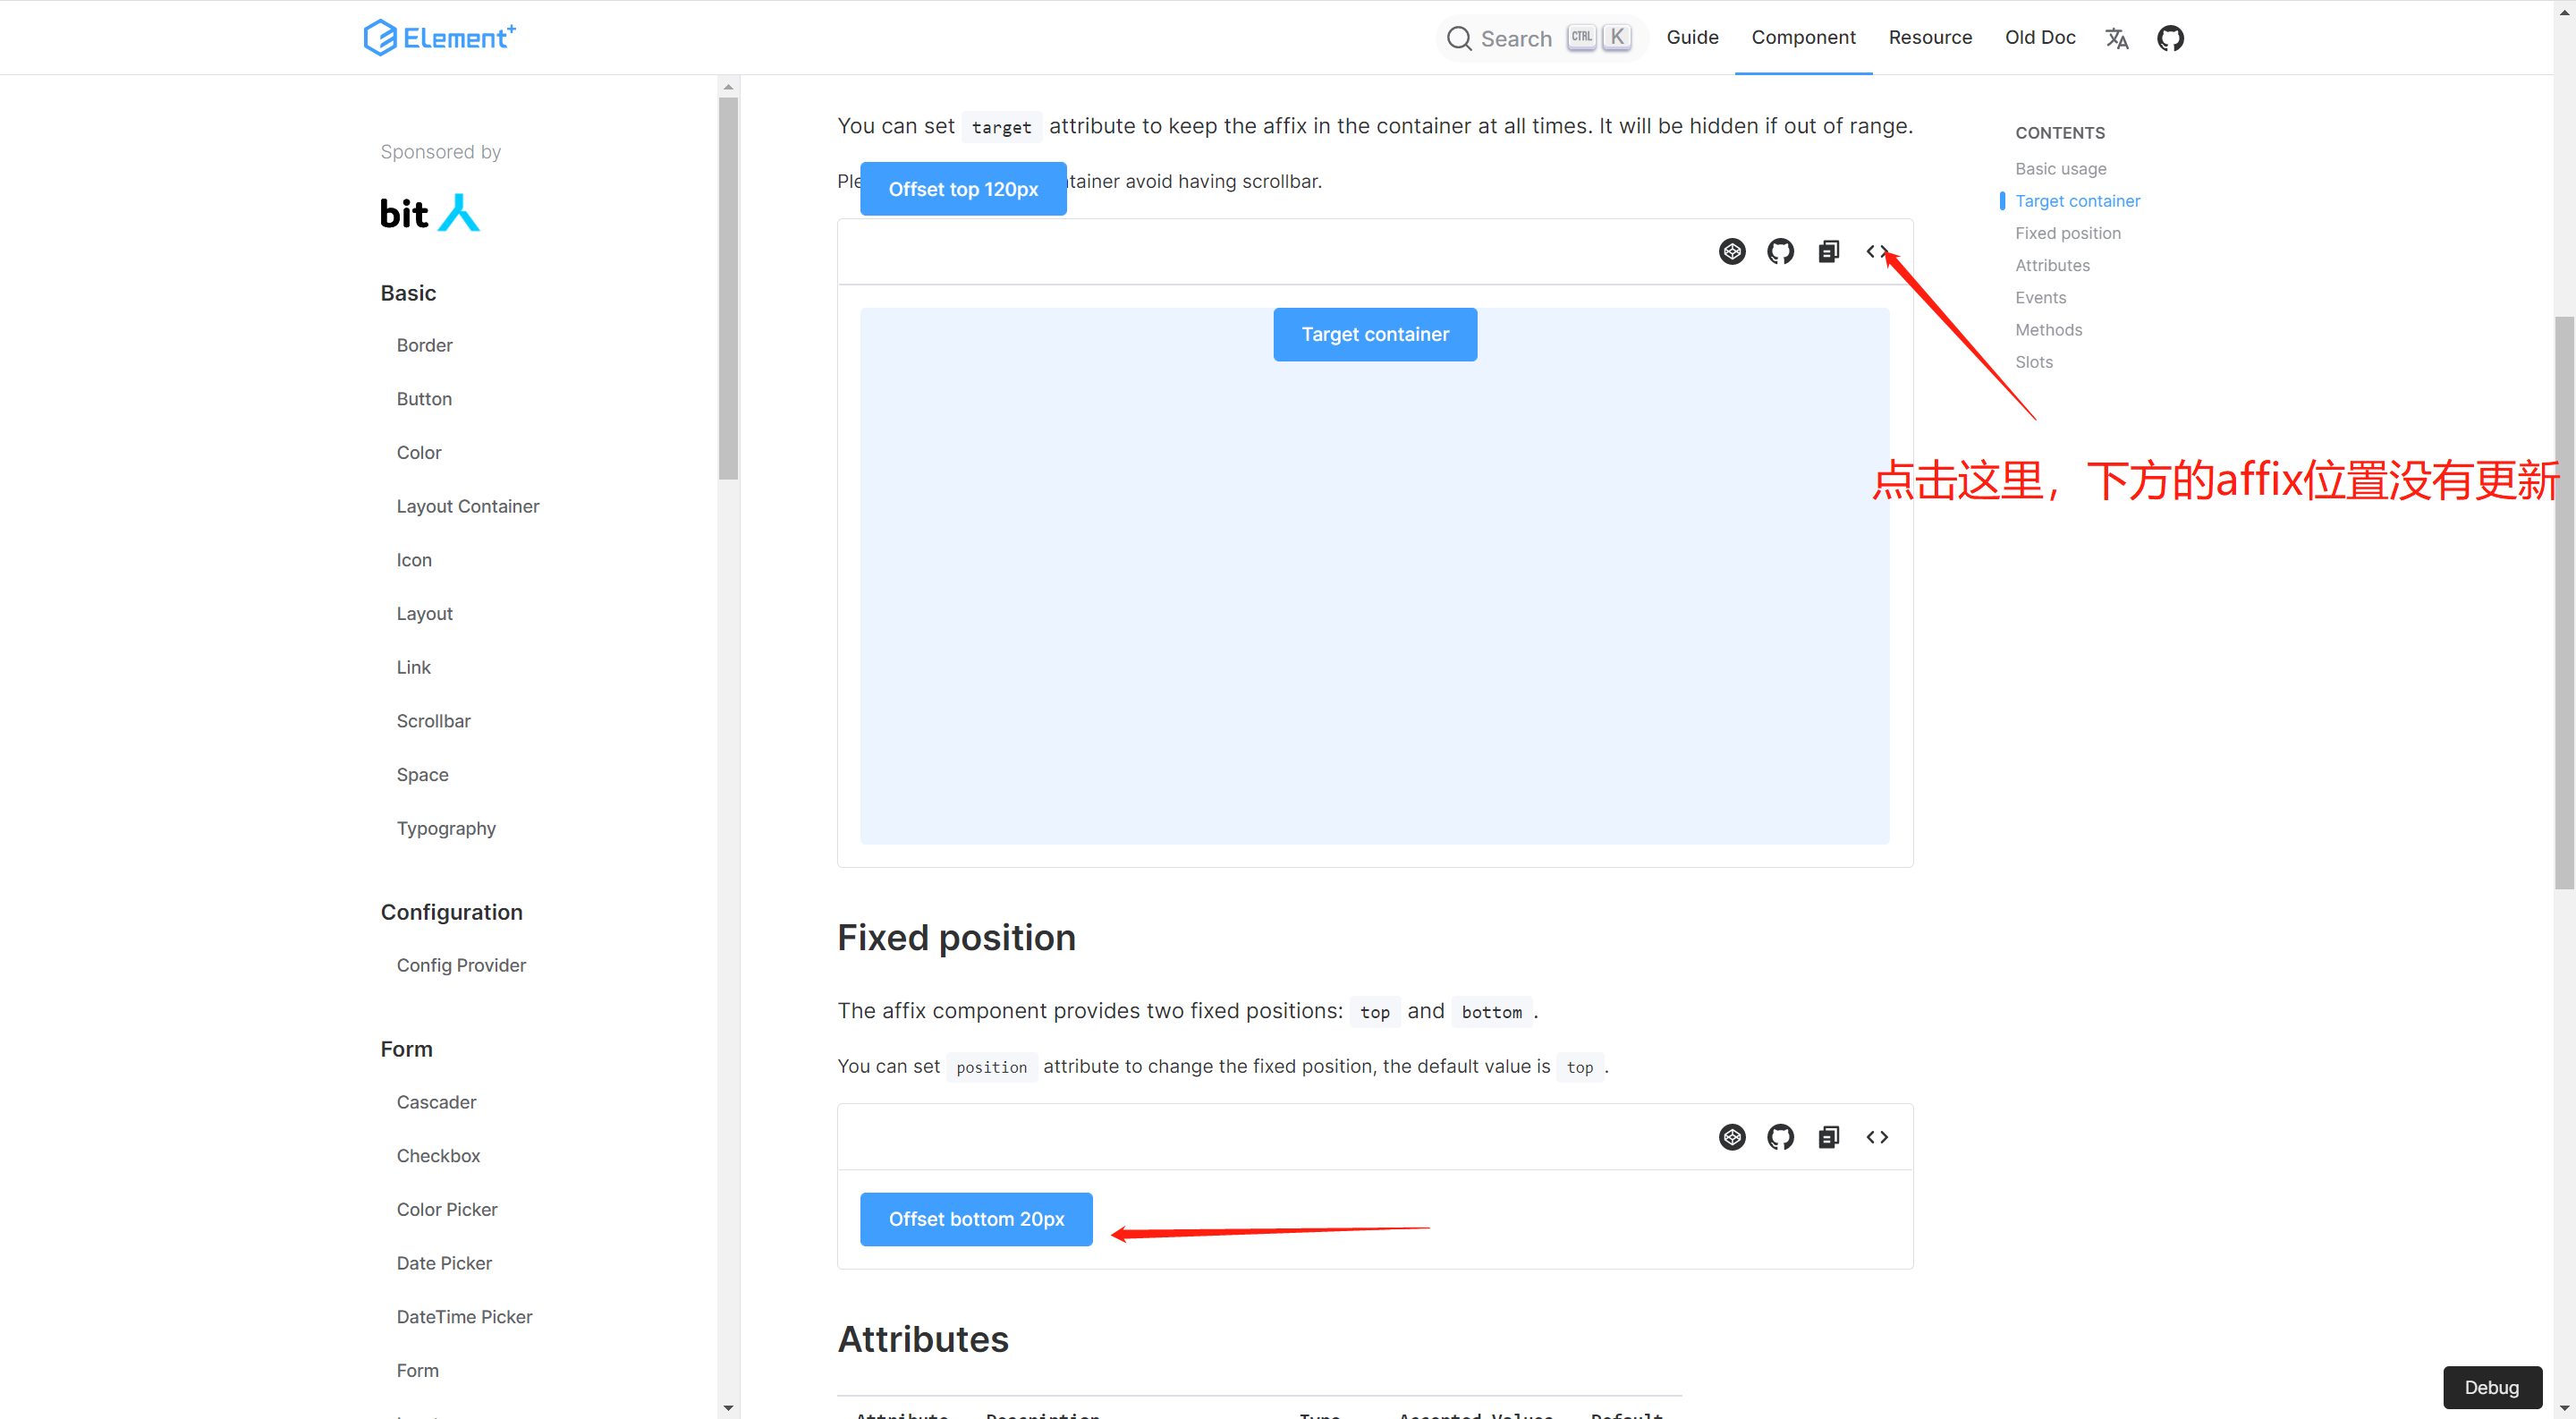 Element+
Search CTRL K
Guide
Component
Resource
Old Doc
Sponsored by
bit
Basic
Border
Button
Color
Layout Container
Icon
Layout
Link
Scrollbar
Space
Typography
Configuration
Config Provider
Form
Cascader
Checkbox
Color Picker
Date Picker
DateTime Picker
Form
You can set target attribute to keep the affix in the container at all times. It will be hidden if out of range.
Offset top 120px
avoid having scrollbar.
Target container
Fixed position
The affix component provides two fixed positions: top and bottom .
You can set position attribute to change the fixed position, the default value is top .
Offset bottom 20px
Attributes
Attribute Description Type Accepted Values Default
CONTENTS
Basic usage
Target container
Fixed position
Attributes
Events
Methods
Slots
点击这里，下方的affix位置没有更新
Debug